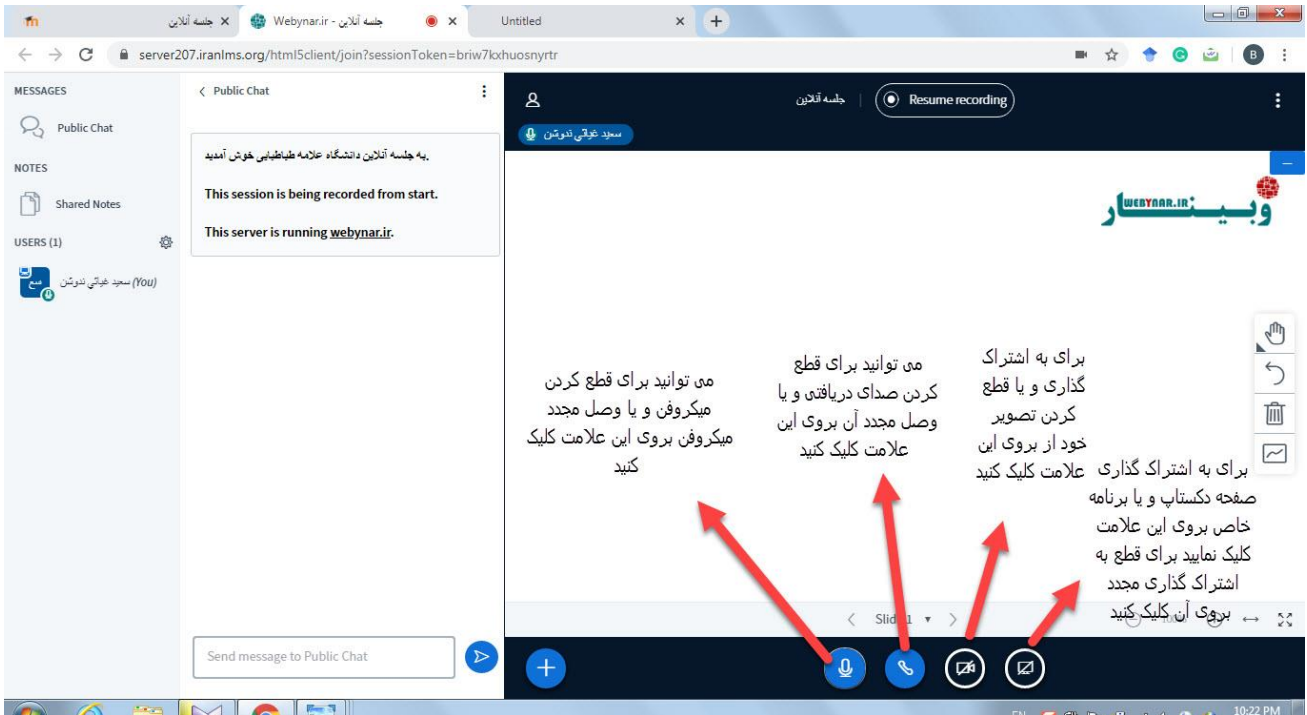 جلسه آنلاین
Webynar.ir - جلسه آنلاین
Untitled
server207.iranlms.org/html5client/join?sessionToken=briw7kxhuosnyrtr
B
MESSAGES
Public Chat
NOTES
Shared Notes
USERS (1)
سعید غیاثی ندوشن (You)
Public Chat
به جلسه آنلاین دانشگاه علامه طباطبایی خوش آمدید.
This session is being recorded from start.
This server is running webynar.ir.
Send message to Public Chat
جلسه آنلاین
Resume recording
سعید غیاثی ندوشن
وبینار
WEBYNAR.IR
می توانید برای قطع کردن
میکروفن و یا وصل مجدد
میکروفن بروی این علامت کلیک
کنید
می توانید برای قطع
کردن صدای دریافتی و یا
وصل مجدد آن بروی این
علامت کلیک کنید
برای به اشتراک
گذاری و یا قطع
کردن تصویر
خود از بروی این
علامت کلیک کنید
برای به اشتراک گذاری
صفحه دکستاپ و یا برنامه
خاص بروی این علامت
کلیک نمایید برای قطع به
اشتراک گذاری مجدد
بروی آن کلیک کنید
Slide 1
EN
10:22 PM